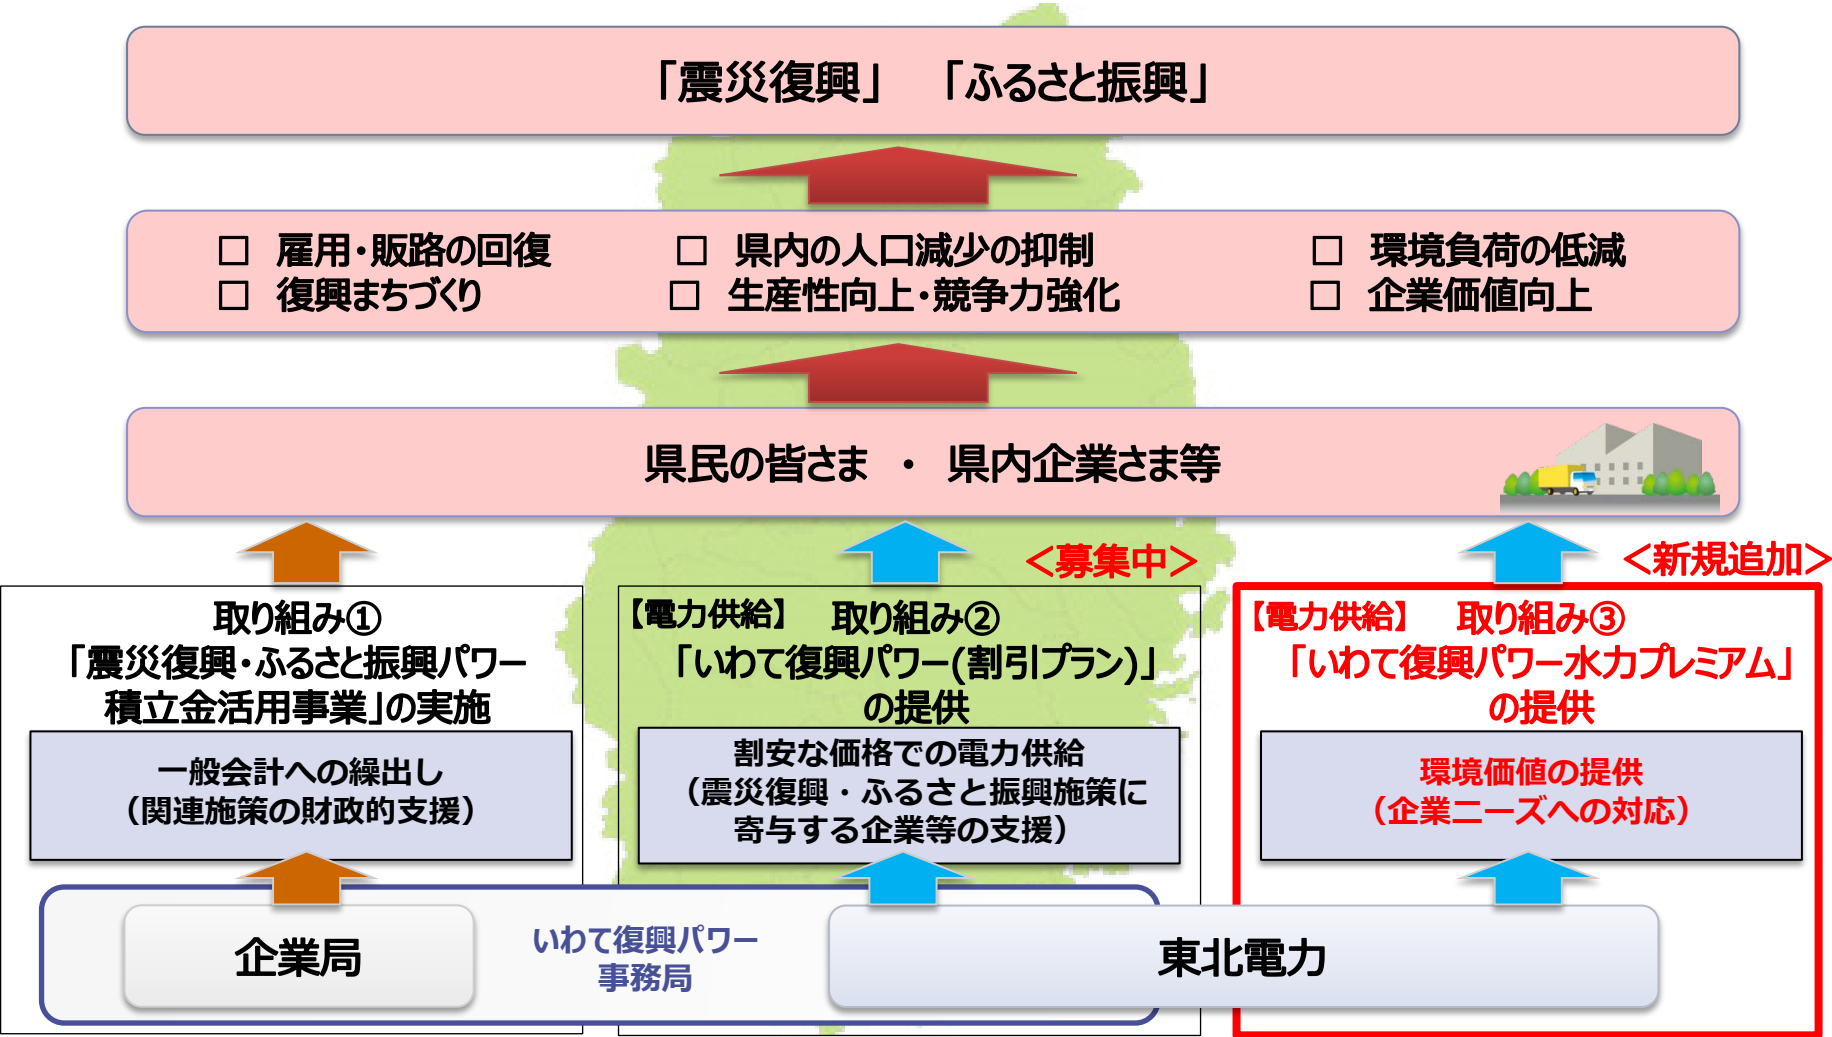 「震災復興」 「ふるさと振興」
□ 雇用・販路の回復 □ 県内の人口減少の抑制 □ 環境負荷の低減
□ 復興まちづくり □ 生産性向上・競争力強化 □ 企業価値向上
県民の皆さま ・ 県内企業さま等
＜募集中＞
＜新規追加＞
取り組み①
「震災復興・ふるさと振興パワー
積立金活用事業」の実施
一般会計への繰出し
（関連施策の財政的支援）
【電力供給】 取り組み②
「いわて復興パワー(割引プラン)」
の提供
割安な価格での電力供給
（震災復興・ふるさと振興施策に
寄与する企業等の支援）
【電力供給】 取り組み③
「いわて復興パワー水力プレミアム」
の提供
環境価値の提供
（企業ニーズへの対応）
企業局
いわて復興パワー
事務局
東北電力